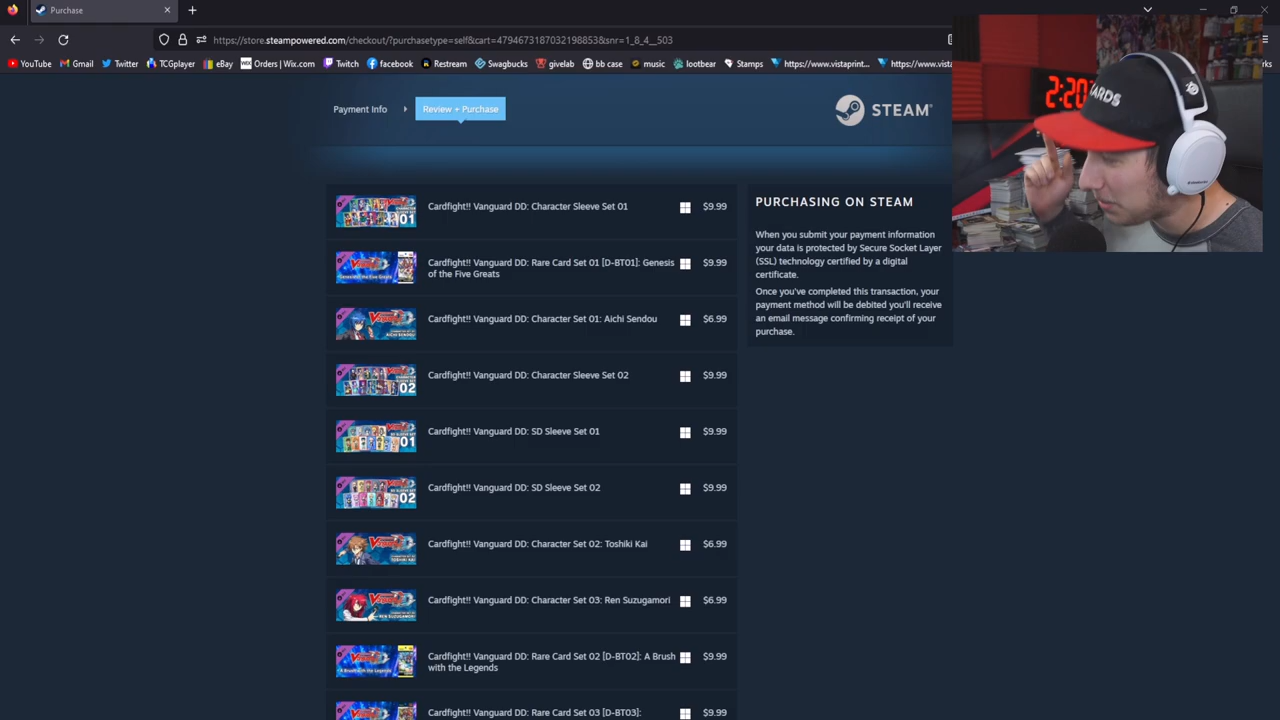 Purchase
https://store.steampowered.com/checkout/?purchasetype=self&cart=4794673187032198853&snr=1_8_4__503
YouTube Gmail Twitter TCGplayer eBay Orders | Wix.com Twitch facebook Restream Swagbucks givelab bb case music lootbear Stamps https://www.vistaprint... https://www.vista
Payment Info Review + Purchase
STEAM
2:20
CARDS
Cardfight!! Vanguard DD: Character Sleeve Set 01 $9.99
Cardfight!! Vanguard DD: Rare Card Set 01 [D-BT01]: Genesis $9.99
of the Five Greats
Cardfight!! Vanguard DD: Character Set 01: Aichi Sendou $6.99
Cardfight!! Vanguard DD: Character Sleeve Set 02 $9.99
Cardfight!! Vanguard DD: SD Sleeve Set 01 $9.99
Cardfight!! Vanguard DD: SD Sleeve Set 02 $9.99
Cardfight!! Vanguard DD: Character Set 02: Toshiki Kai $6.99
Cardfight!! Vanguard DD: Character Set 03: Ren Suzugamori $6.99
Cardfight!! Vanguard DD: Rare Card Set 02 [D-BT02]: A Brush $9.99
with the Legends
Cardfight!! Vanguard DD: Rare Card Set 03 [D-BT03]: $9.99
PURCHASING ON STEAM
When you submit your payment information
your data is protected by Secure Socket Layer
(SSL) technology certified by a digital
certificate.
Once you've completed this transaction, your
payment method will be debited you'll receive
an email message confirming receipt of your
purchase.